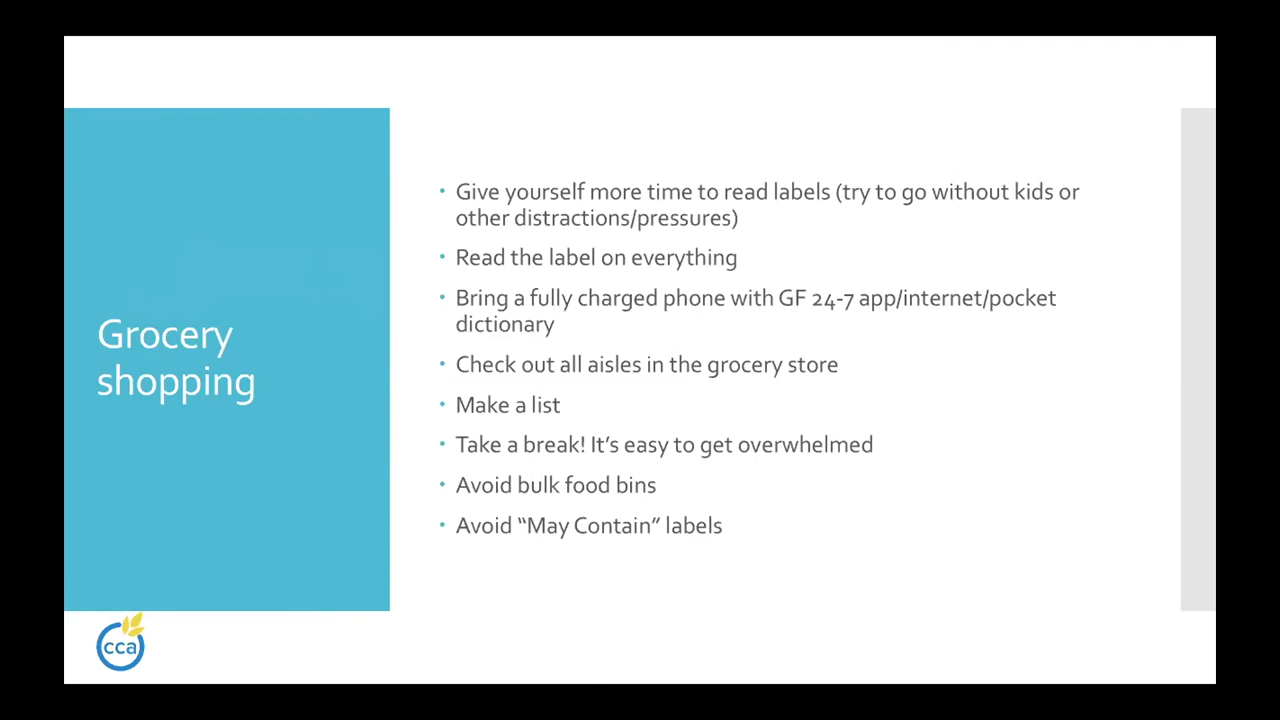 Grocery
shopping
• Give yourself more time to read labels (try to go without kids or
other distractions/pressures)
• Read the label on everything
• Bring a fully charged phone with GF 24-7 app/internet/pocket
dictionary
• Check out all aisles in the grocery store
• Make a list
• Take a break! It’s easy to get overwhelmed
• Avoid bulk food bins
• Avoid “May Contain” labels
cca